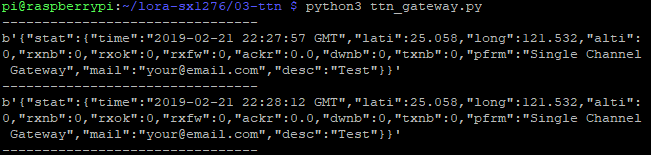 pi@raspberrypi:~/lora-sx1276/03-ttn $ python3 ttn_gateway.py
--------------------------------
b'{"stat":{"time":"2019-02-21 22:27:57 GMT","lati":25.058,"long":121.532,"alti":
0,"rxnb":0,"rxok":0,"rxfw":0,"ackr":0.0,"dwnb":0,"txnb":0,"pfrm":"Single Channel
 Gateway","mail":"your@email.com","desc":"Test"}}'
--------------------------------
b'{"stat":{"time":"2019-02-21 22:28:12 GMT","lati":25.058,"long":121.532,"alti":
0,"rxnb":0,"rxok":0,"rxfw":0,"ackr":0.0,"dwnb":0,"txnb":0,"pfrm":"Single Channel
 Gateway","mail":"your@email.com","desc":"Test"}}'
--------------------------------